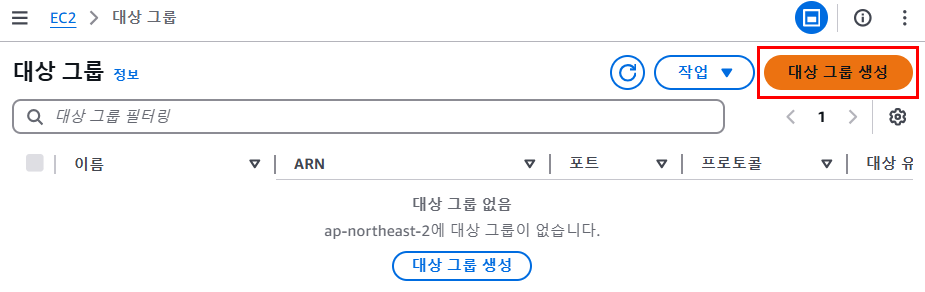 EC2 > 대상 그룹
대상 그룹 정보
작업
대상 그룹 생성
대상 그룹 필터링
1
이름 ARN 포트 프로토콜 대상 유
대상 그룹 없음
ap-northeast-2에 대상 그룹이 없습니다.
대상 그룹 생성